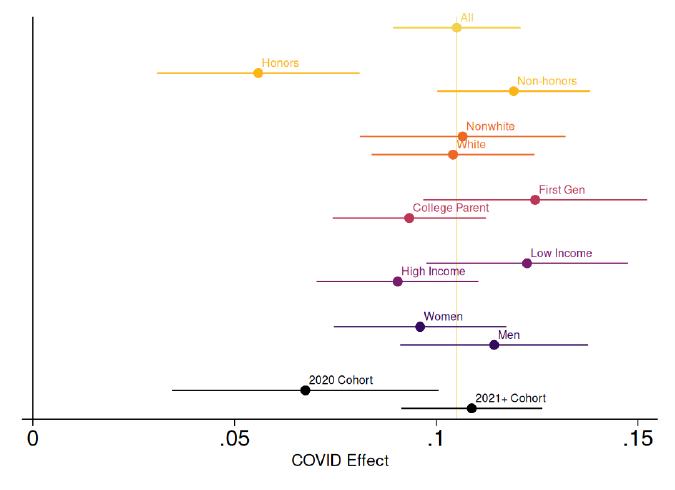 All
Honors
Non-honors
Nonwhite
White
First Gen
College Parent
Low Income
High Income
Women
Men
2020 Cohort
2021+ Cohort
0 .05 .1 .15
COVID Effect